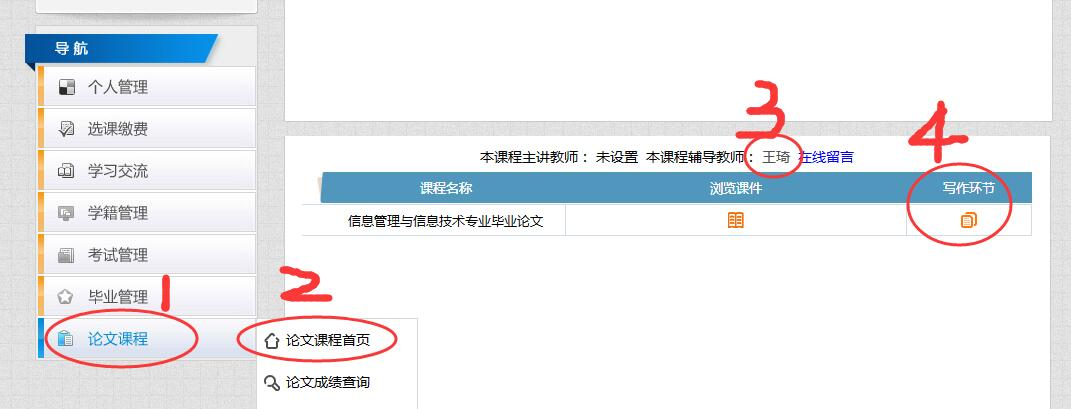 导 航
个人管理
选课缴费
学习交流
学籍管理
考试管理
毕业管理
1
论文课程
2
论文课程首页
论文成绩查询
3
4
本课程主讲教师： 未设置 本课程辅导教师： 王琦 在线留言
课程名称 浏览课件 写作环节
信息管理与信息技术专业毕业论文